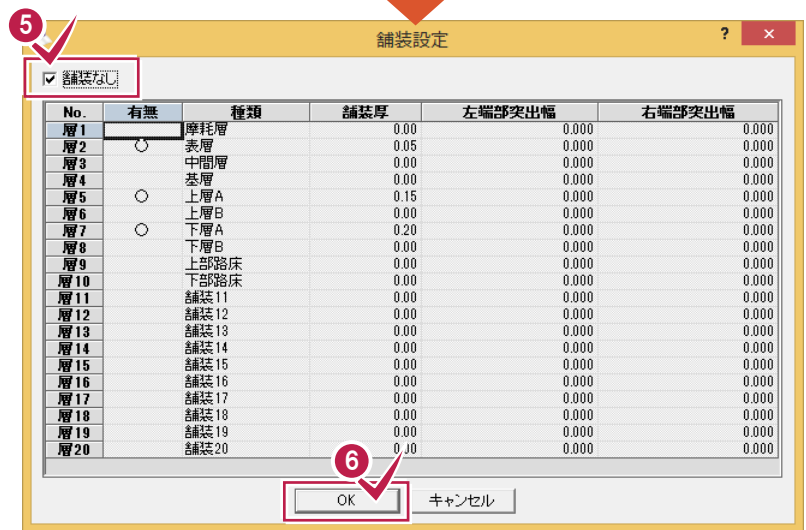 5
舗装設定 ? ×
舗装なし
No. 有無 種類 舗装厚 左端部突出幅 右端部突出幅
層1 摩耗層 0.00 0.000 0.000
層2 ○ 表層 0.05 0.000 0.000
層3 中間層 0.00 0.000 0.000
層4 基層 0.00 0.000 0.000
層5 ○ 上層A 0.15 0.000 0.000
層6 上層B 0.00 0.000 0.000
層7 ○ 下層A 0.20 0.000 0.000
層8 下層B 0.00 0.000 0.000
層9 上部路床 0.00 0.000 0.000
層10 下部路床 0.00 0.000 0.000
層11 舗装11 0.00 0.000 0.000
層12 舗装12 0.00 0.000 0.000
層13 舗装13 0.00 0.000 0.000
層14 舗装14 0.00 0.000 0.000
層15 舗装15 0.00 0.000 0.000
層16 舗装16 0.00 0.000 0.000
層17 舗装17 0.00 0.000 0.000
層18 舗装18 0.00 0.000 0.000
層19 舗装19 0.00 0.000 0.000
層20 舗装20 0.00 0.000 0.000
6
OK キャンセル